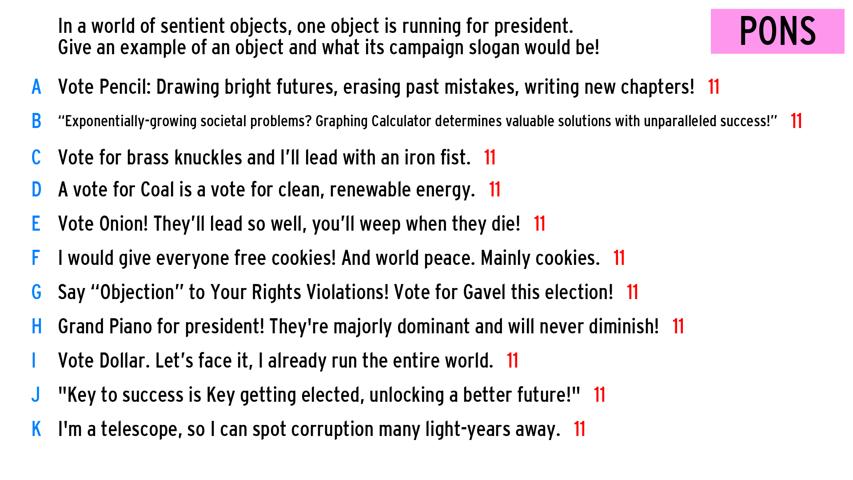 In a world of sentient objects, one object is running for president.
Give an example of an object and what its campaign slogan would be!
PONS
A Vote Pencil: Drawing bright futures, erasing past mistakes, writing new chapters! 11
B “Exponentially-growing societal problems? Graphing Calculator determines valuable solutions with unparalleled success!” 11
C Vote for brass knuckles and I’ll lead with an iron fist. 11
D A vote for Coal is a vote for clean, renewable energy. 11
E Vote Onion! They’ll lead so well, you’ll weep when they die! 11
F I would give everyone free cookies! And world peace. Mainly cookies. 11
G Say “Objection” to Your Rights Violations! Vote for Gavel this election! 11
H Grand Piano for president! They're majorly dominant and will never diminish! 11
I Vote Dollar. Let’s face it, I already run the entire world. 11
J "Key to success is Key getting elected, unlocking a better future!" 11
K I'm a telescope, so I can spot corruption many light-years away. 11